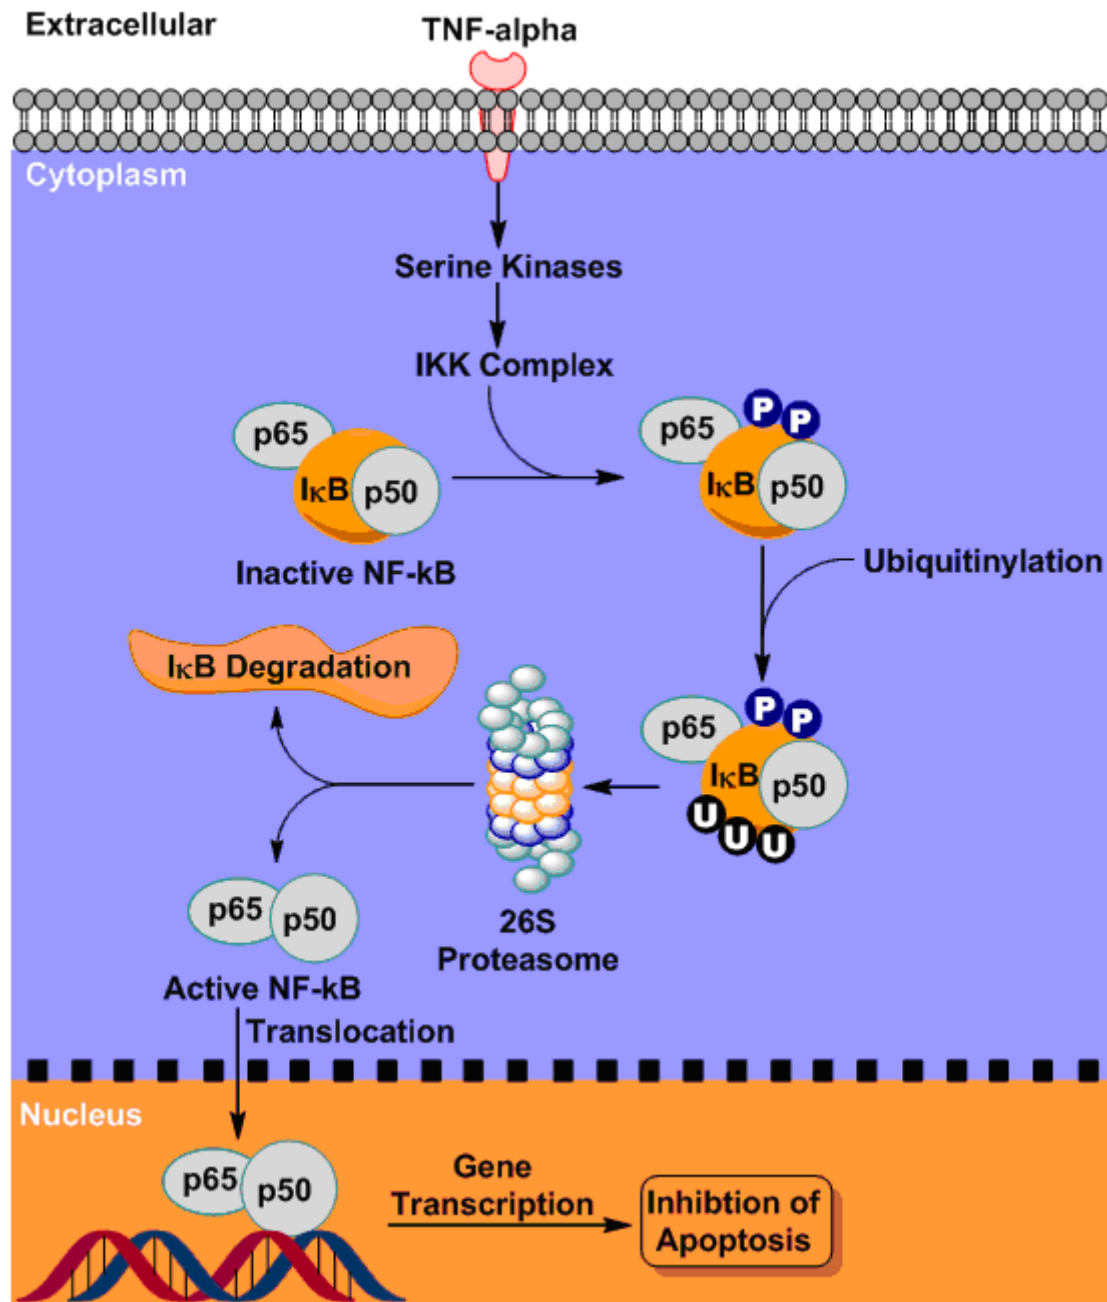 Extracellular
TNF-alpha
Cytoplasm
Serine Kinases
IKK Complex
p65
IκB
p50
Inactive NF-kB
p65
P
P
IκB
p50
Ubiquitinylation
p65
P
P
IκB
p50
U
U
U
26S
Proteasome
IκB Degradation
p65
p50
Active NF-kB
Translocation
Nucleus
p65
p50
Gene
Transcription
Inhibtion of
Apoptosis